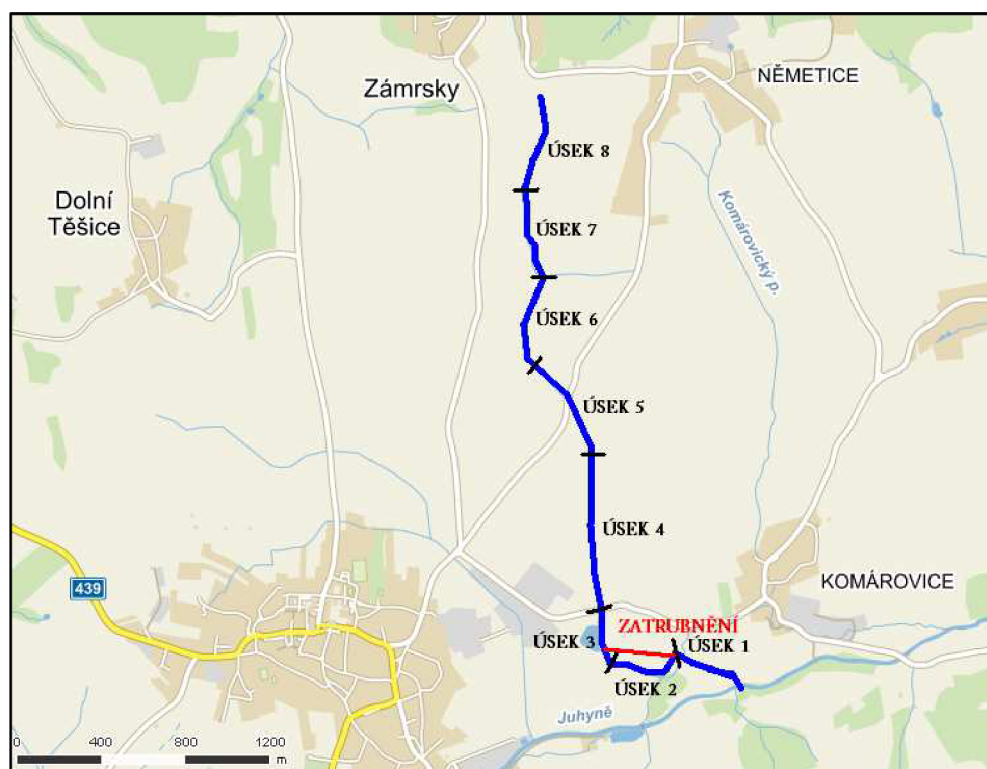 Zámrsky
NĚMETICE
ÚSEK 8
Dolní
Těšice
ÚSEK 7
Komárovický p.
ÚSEK 6
ÚSEK 5
ÚSEK 4
439
KOMÁROVICE
ZATRUBNĚNÍ
ÚSEK 3
ÚSEK 1
ÚSEK 2
Juhyně
0 400 800 1200
m